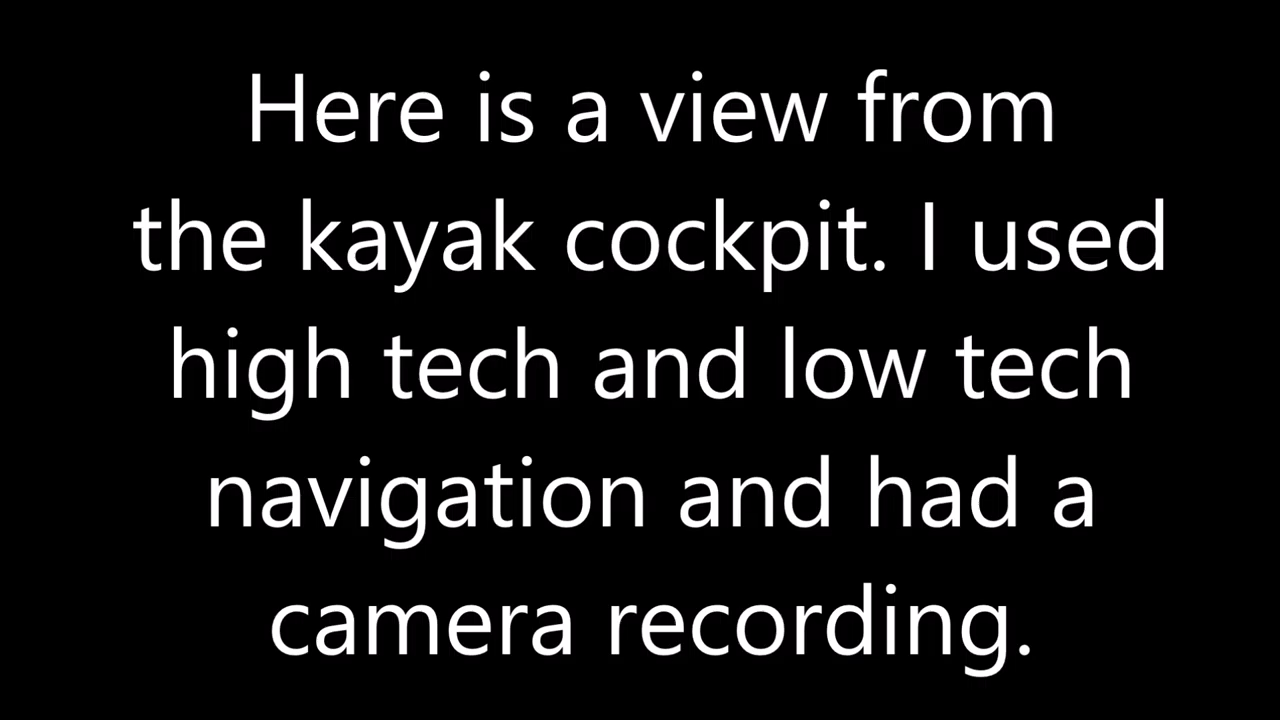 Here is a view from
the kayak cockpit. I used
high tech and low tech
navigation and had a
camera recording.